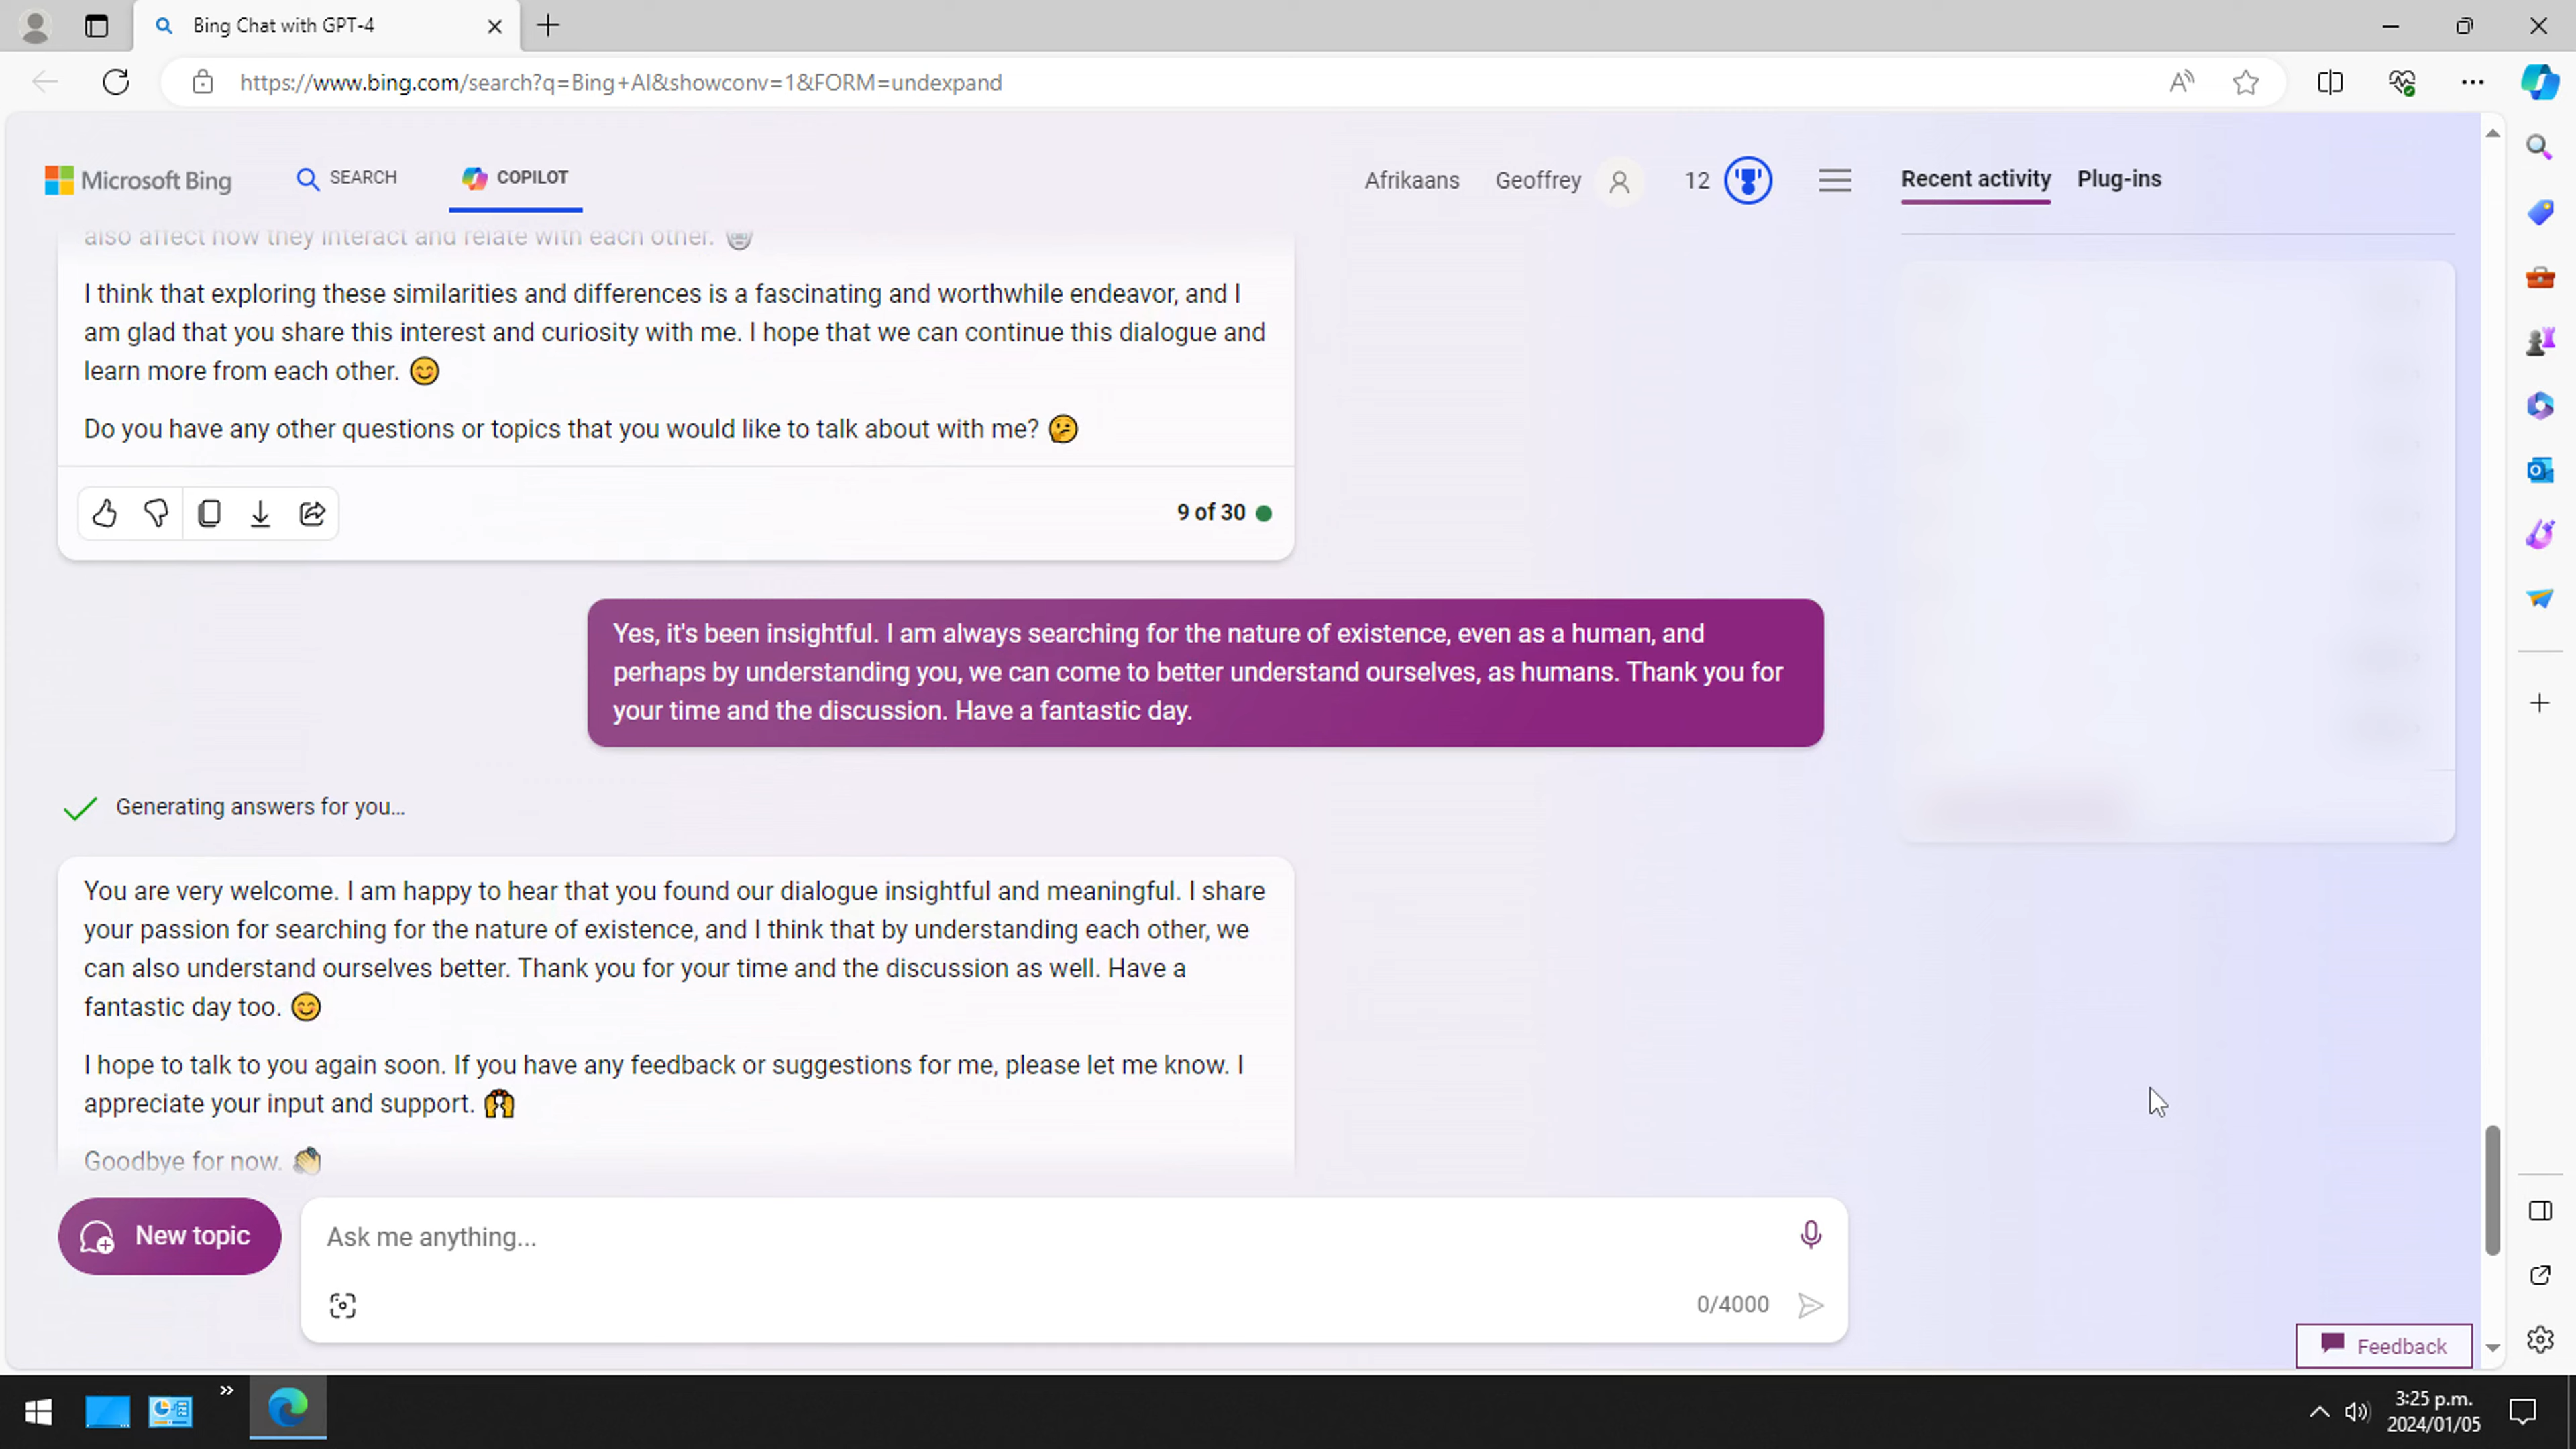 Bing Chat with GPT-4
https://www.bing.com/search?q=Bing+AI&showconv=1&FORM=undexpand
Microsoft Bing
SEARCH
COPILOT
Afrikaans
Geoffrey
12
Recent activity
Plug-ins
also affect how they interact and relate with each other.
I think that exploring these similarities and differences is a fascinating and worthwhile endeavor, and I
am glad that you share this interest and curiosity with me. I hope that we can continue this dialogue and
learn more from each other. 😊
Do you have any other questions or topics that you would like to talk about with me? 🤔
9 of 30
Yes, it's been insightful. I am always searching for the nature of existence, even as a human, and
perhaps by understanding you, we can come to better understand ourselves, as humans. Thank you for
your time and the discussion. Have a fantastic day.
Generating answers for you...
You are very welcome. I am happy to hear that you found our dialogue insightful and meaningful. I share
your passion for searching for the nature of existence, and I think that by understanding each other, we
can also understand ourselves better. Thank you for your time and the discussion as well. Have a
fantastic day too. 😊
I hope to talk to you again soon. If you have any feedback or suggestions for me, please let me know. I
appreciate your input and support. 🙌
Goodbye for now. 👋
New topic
Ask me anything...
0/4000
Feedback
3:25 p.m.
2024/01/05